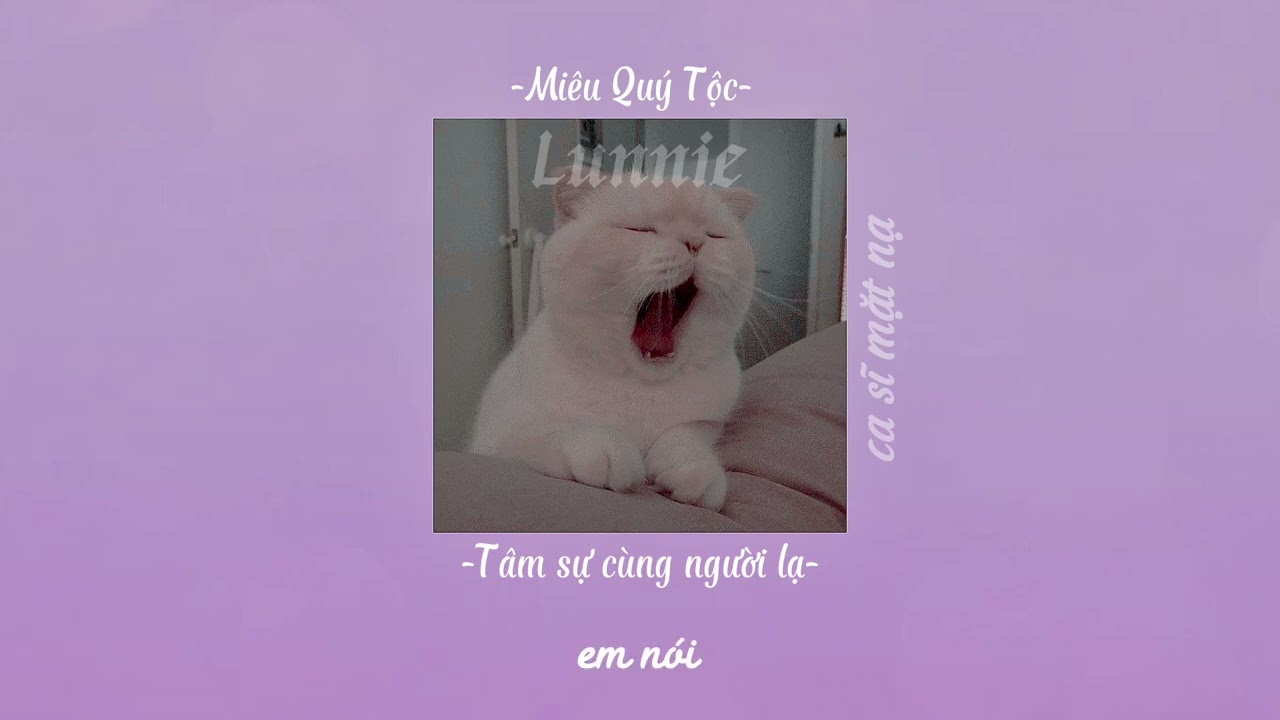 -Miêu Quý Tộc-
Lunnie
ca sĩ mặt nạ
-Tâm sự cùng người lạ-
em nói